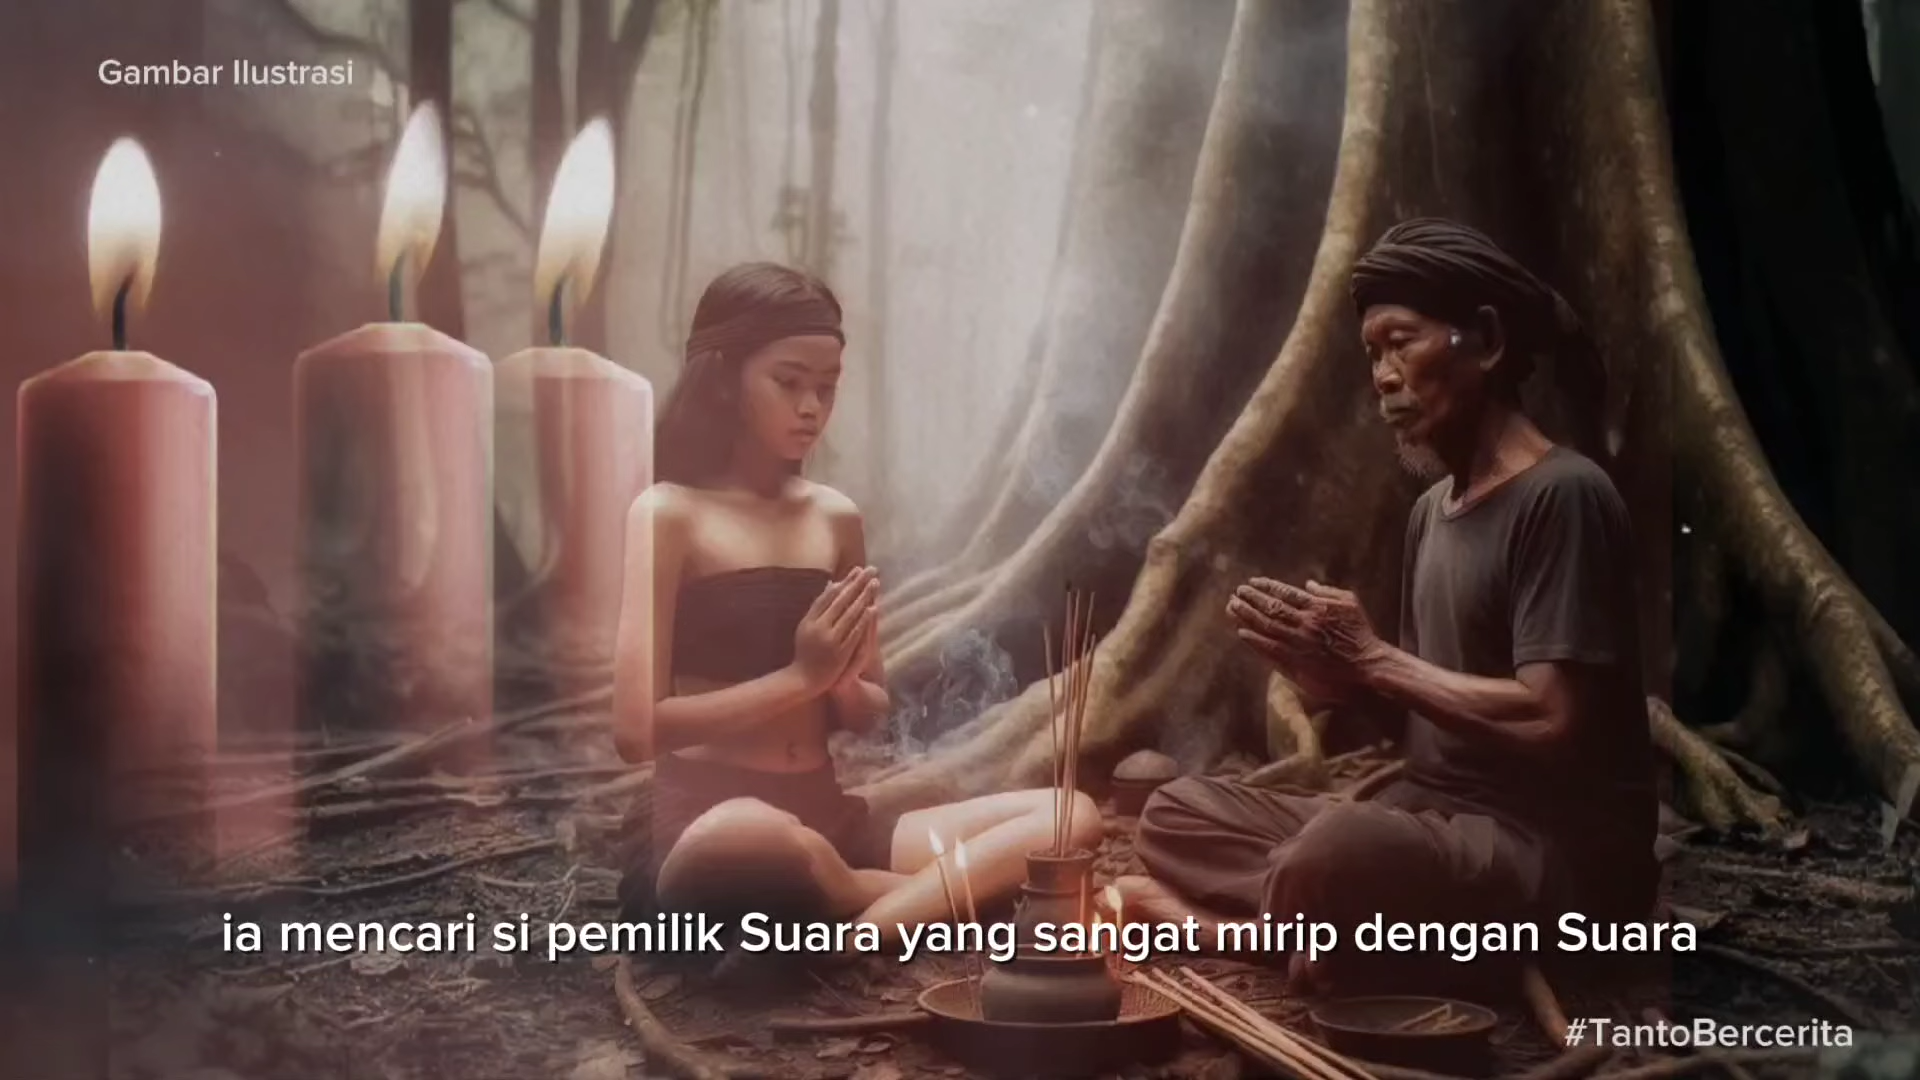 Gambar Ilustrasi
ia mencari si pemilik Suara yang sangat mirip dengan Suara
#TantoBercerita